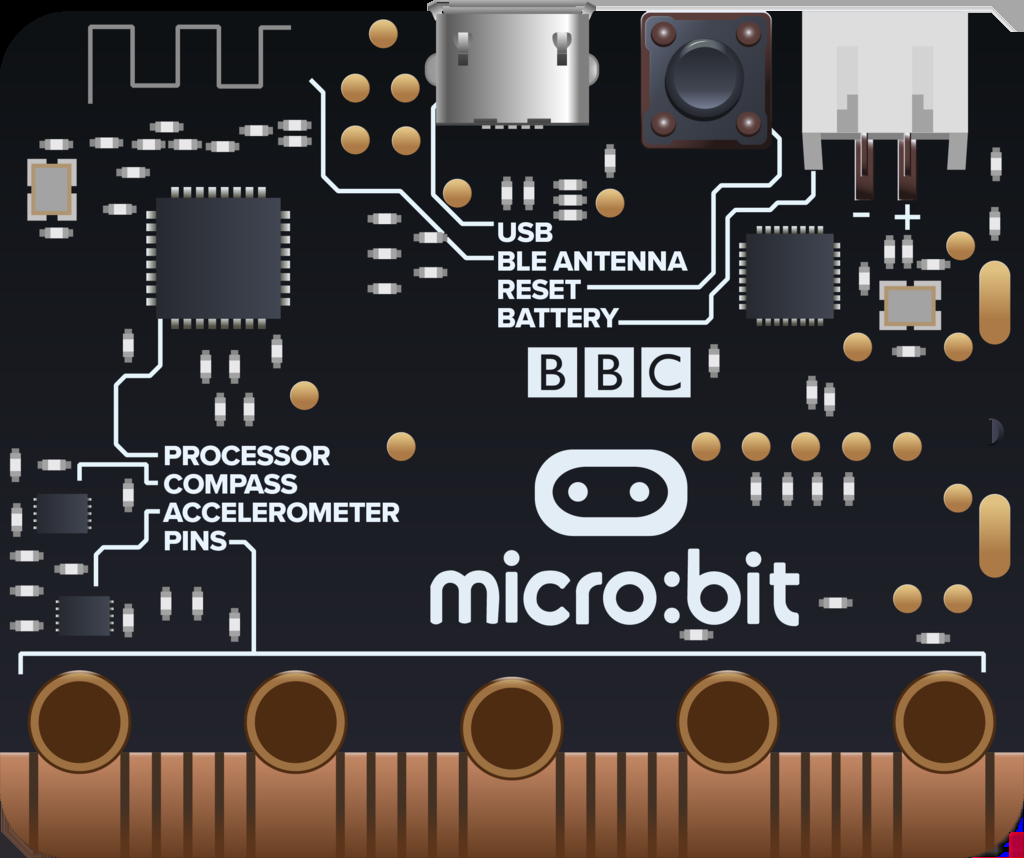 - +
USB
BLE ANTENNA
RESET
BATTERY
BBC
PROCESSOR
COMPASS
ACCELEROMETER
PINS
micro:bit